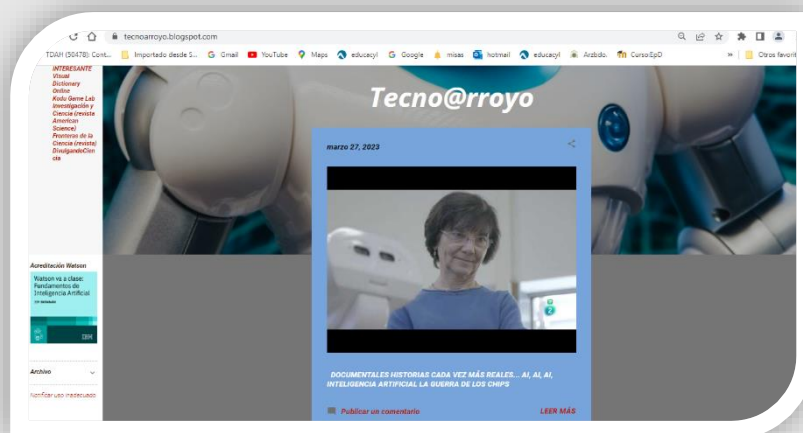 tecnoarroyo.blogspot.com
TDAH (50478): Cont... Importado desde S... Gmail YouTube Maps educacyl Google misas hotmail educacyl Arzbdo. Curso:EpD » Otros favorit
INTERESANTE
Visual
Dictionary
Online
Kodu Game Lab
Investigación y
Ciencia (revista
American
Science)
Fronteras de la
Ciencia (revista)
DivulgandoCien
cia
Acreditación Watson
Watson va a clase:
Fundamentos de
Inteligencia Artificial
IBM
Archivo
Notificar uso inadecuado
Tecno@rroyo
marzo 27, 2023
DOCUMENTALES HISTORIAS CADA VEZ MÁS REALES... AI, AI, AI,
INTELIGENCIA ARTIFICIAL LA GUERRA DE LOS CHIPS
Publicar un comentario LEER MÁS